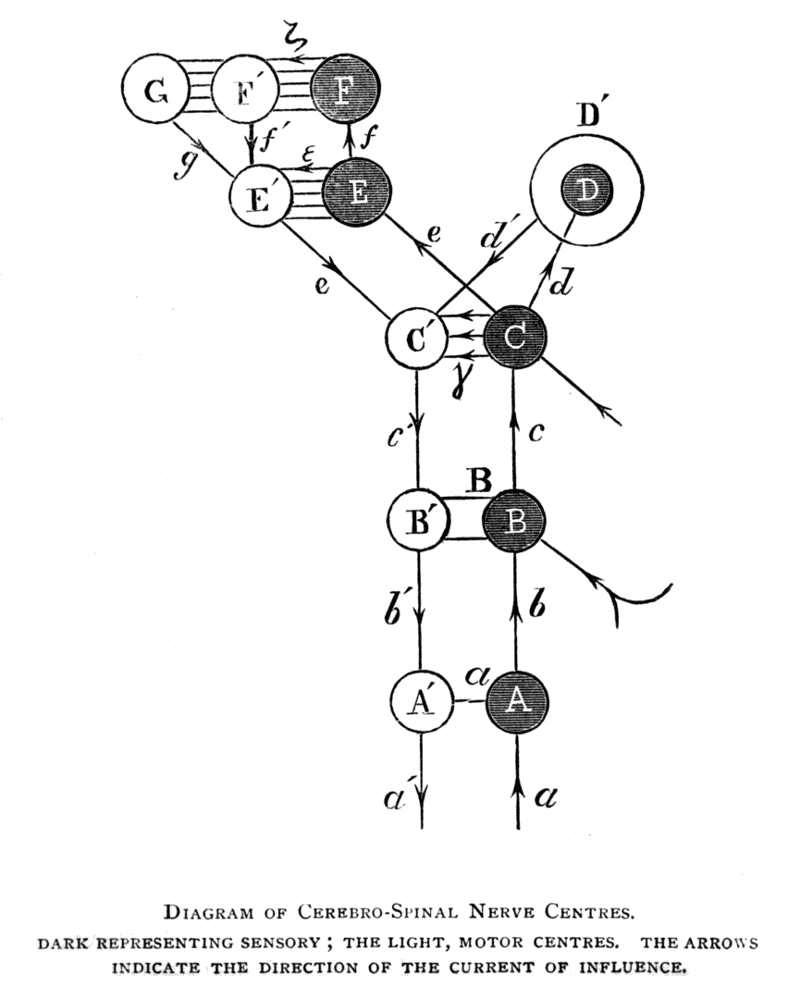 ζ
G F´ F
g f´ ε f
D´
E´ E D
e e d´ d
C´ C
γ
c´ c
B
B´ B
b´ b
a
A´ A
a´ a
DIAGRAM OF CEREBRO-SPINAL NERVE CENTRES.
DARK REPRESENTING SENSORY; THE LIGHT, MOTOR CENTRES. THE ARROWS
INDICATE THE DIRECTION OF THE CURRENT OF INFLUENCE.